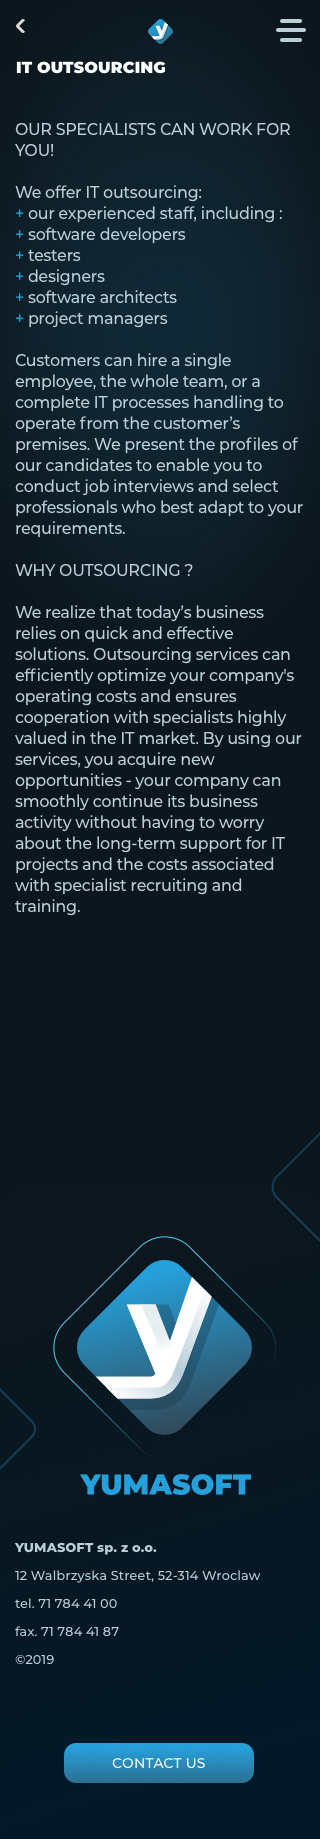 IT OUTSOURCING
OUR SPECIALISTS CAN WORK FOR
YOU!
We offer IT outsourcing:
+ our experienced staff, including :
+ software developers
+ testers
+ designers
+ software architects
+ project managers
Customers can hire a single
employee, the whole team, or a
complete IT processes handling to
operate from the customer’s
premises. We present the profiles of
our candidates to enable you to
conduct job interviews and select
professionals who best adapt to your
requirements.
WHY OUTSOURCING ?
We realize that today’s business
relies on quick and effective
solutions. Outsourcing services can
efficiently optimize your company's
operating costs and ensures
cooperation with specialists highly
valued in the IT market. By using our
services, you acquire new
opportunities - your company can
smoothly continue its business
activity without having to worry
about the long-term support for IT
projects and the costs associated
with specialist recruiting and
training.
YUMASOFT
YUMASOFT sp. z o.o.
12 Walbrzyska Street, 52-314 Wroclaw
tel. 71 784 41 00
fax. 71 784 41 87
©2019
CONTACT US